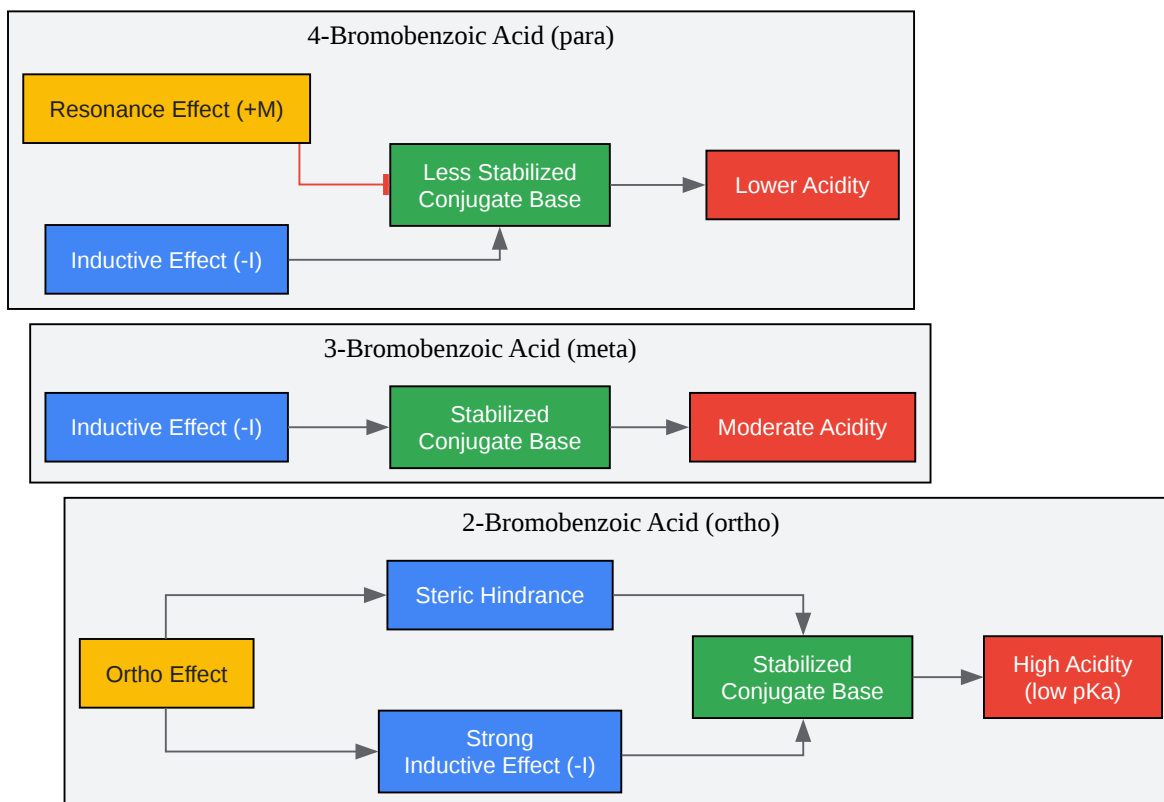 4-Bromobenzoic Acid (para)
Resonance Effect (+M)
Less Stabilized
Conjugate Base
Lower Acidity
Inductive Effect (-I)
3-Bromobenzoic Acid (meta)
Inductive Effect (-I)
Stabilized
Conjugate Base
Moderate Acidity
2-Bromobenzoic Acid (ortho)
Steric Hindrance
Ortho Effect
Stabilized
Conjugate Base
High Acidity
(low pKa)
Strong
Inductive Effect (-I)